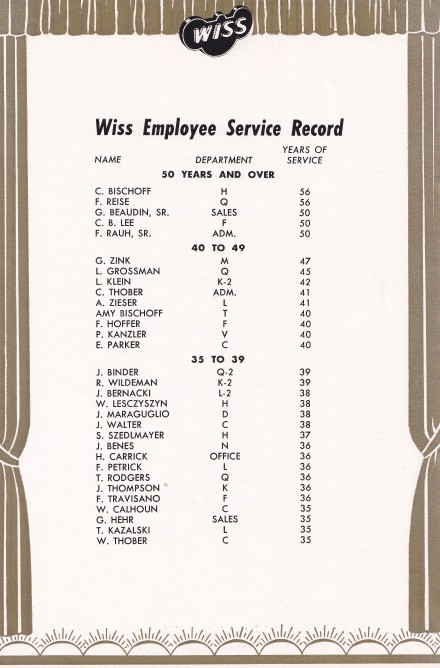 WISS
Wiss Employee Service Record
YEARS OF
NAME DEPARTMENT SERVICE
50 YEARS AND OVER
C. BISCHOFF H 56
F. REISE Q 56
G. BEAUDIN, SR. SALES 50
C. B. LEE F 50
F. RAUH, SR. ADM. 50
40 TO 49
G. ZINK M 47
L. GROSSMAN Q 45
L. KLEIN K-2 42
C. THOBER ADM. 41
A. ZIESER L 41
AMY BISCHOFF T 40
F. HOFFER F 40
P. KANZLER V 40
E. PARKER C 40
35 TO 39
J. BINDER Q-2 39
R. WILDEMAN K-2 39
J. BERNACKI L-2 38
W. LESCZYSZYN H 38
J. MARAGUGLIO D 38
J. WALTER C 38
S. SZEDLMAYER H 37
J. BENES N 36
H. CARRICK OFFICE 36
F. PETRICK L 36
T. RODGERS Q 36
J. THOMPSON K 36
F. TRAVISANO F 36
W. CALHOUN C 35
G. HEHR SALES 35
T. KAZALSKI L 35
W. THOBER C 35